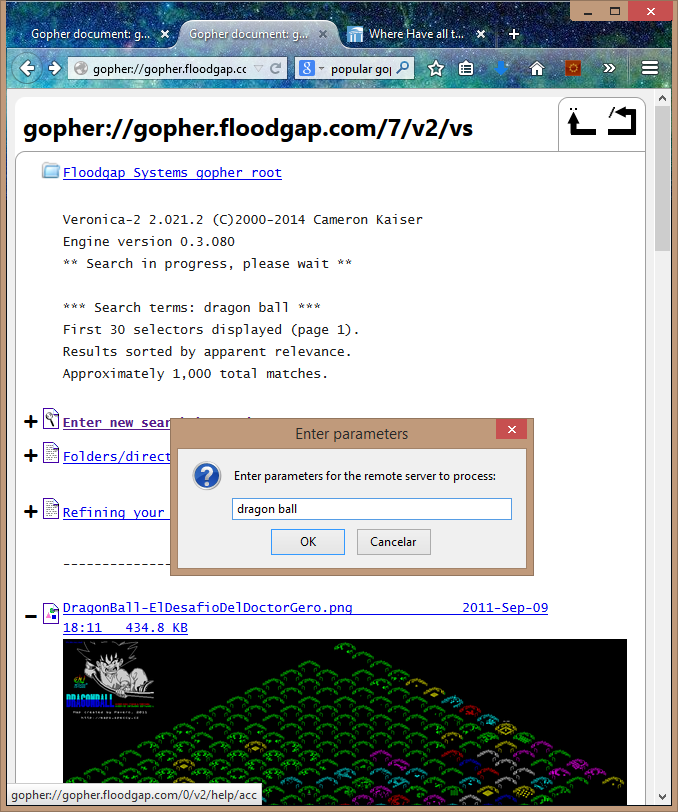 Gopher document: g...
Gopher document: g...
Where Have all t...
gopher://gopher.floodgap.cc
popular gop
gopher://gopher.floodgap.com/7/v2/vs
Floodgap Systems gopher root
Veronica-2 2.021.2 (C)2000-2014 Cameron Kaiser
Engine version 0.3.080
** Search in progress, please wait **
*** Search terms: dragon ball ***
First 30 selectors displayed (page 1).
Results sorted by apparent relevance.
Approximately 1,000 total matches.
Enter new sear
Folders/direct
Refining your
---------------
Enter parameters
Enter parameters for the remote server to process:
dragon ball
OK Cancelar
DragonBall-ElDesafioDelDoctorGero.png 2011-Sep-09
18:11 434.8 KB
DRAGONBALL
gopher://gopher.floodgap.com/0/v2/help/acc